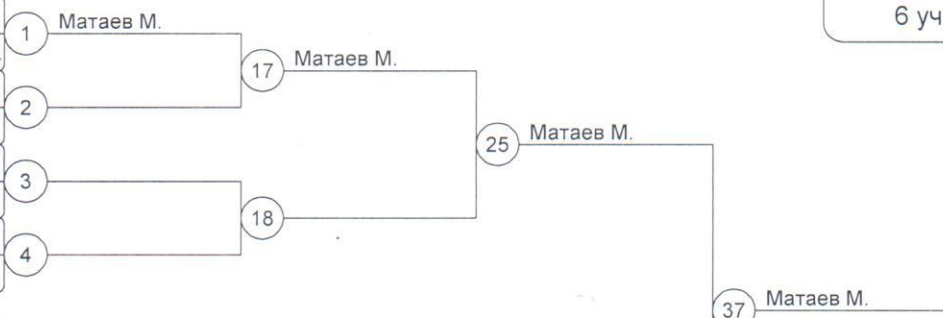 6 уч
1 Матаев М.
17 Матаев М.
2
25 Матаев М.
3
18
4
37 Матаев М.